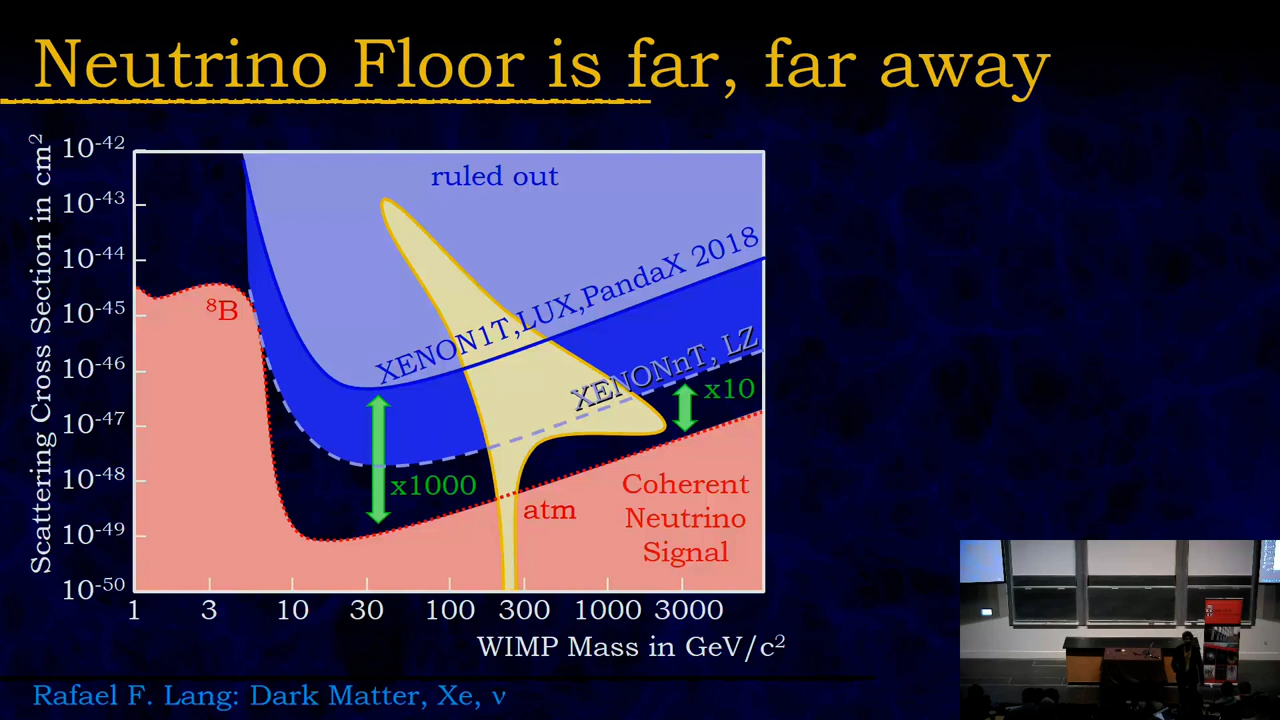 Neutrino Floor is far, far away
Scattering Cross Section in cm²
10⁻⁴²
10⁻⁴³
10⁻⁴⁴
10⁻⁴⁵
10⁻⁴⁶
10⁻⁴⁷
10⁻⁴⁸
10⁻⁴⁹
10⁻⁵⁰
ruled out
XENON1T,LUX,PandaX 2018
⁸B
XENONnT, LZ
x10
x1000
atm
Coherent
Neutrino
Signal
1 3 10 30 100 300 1000 3000
WIMP Mass in GeV/c²
Rafael F. Lang: Dark Matter, Xe, ν